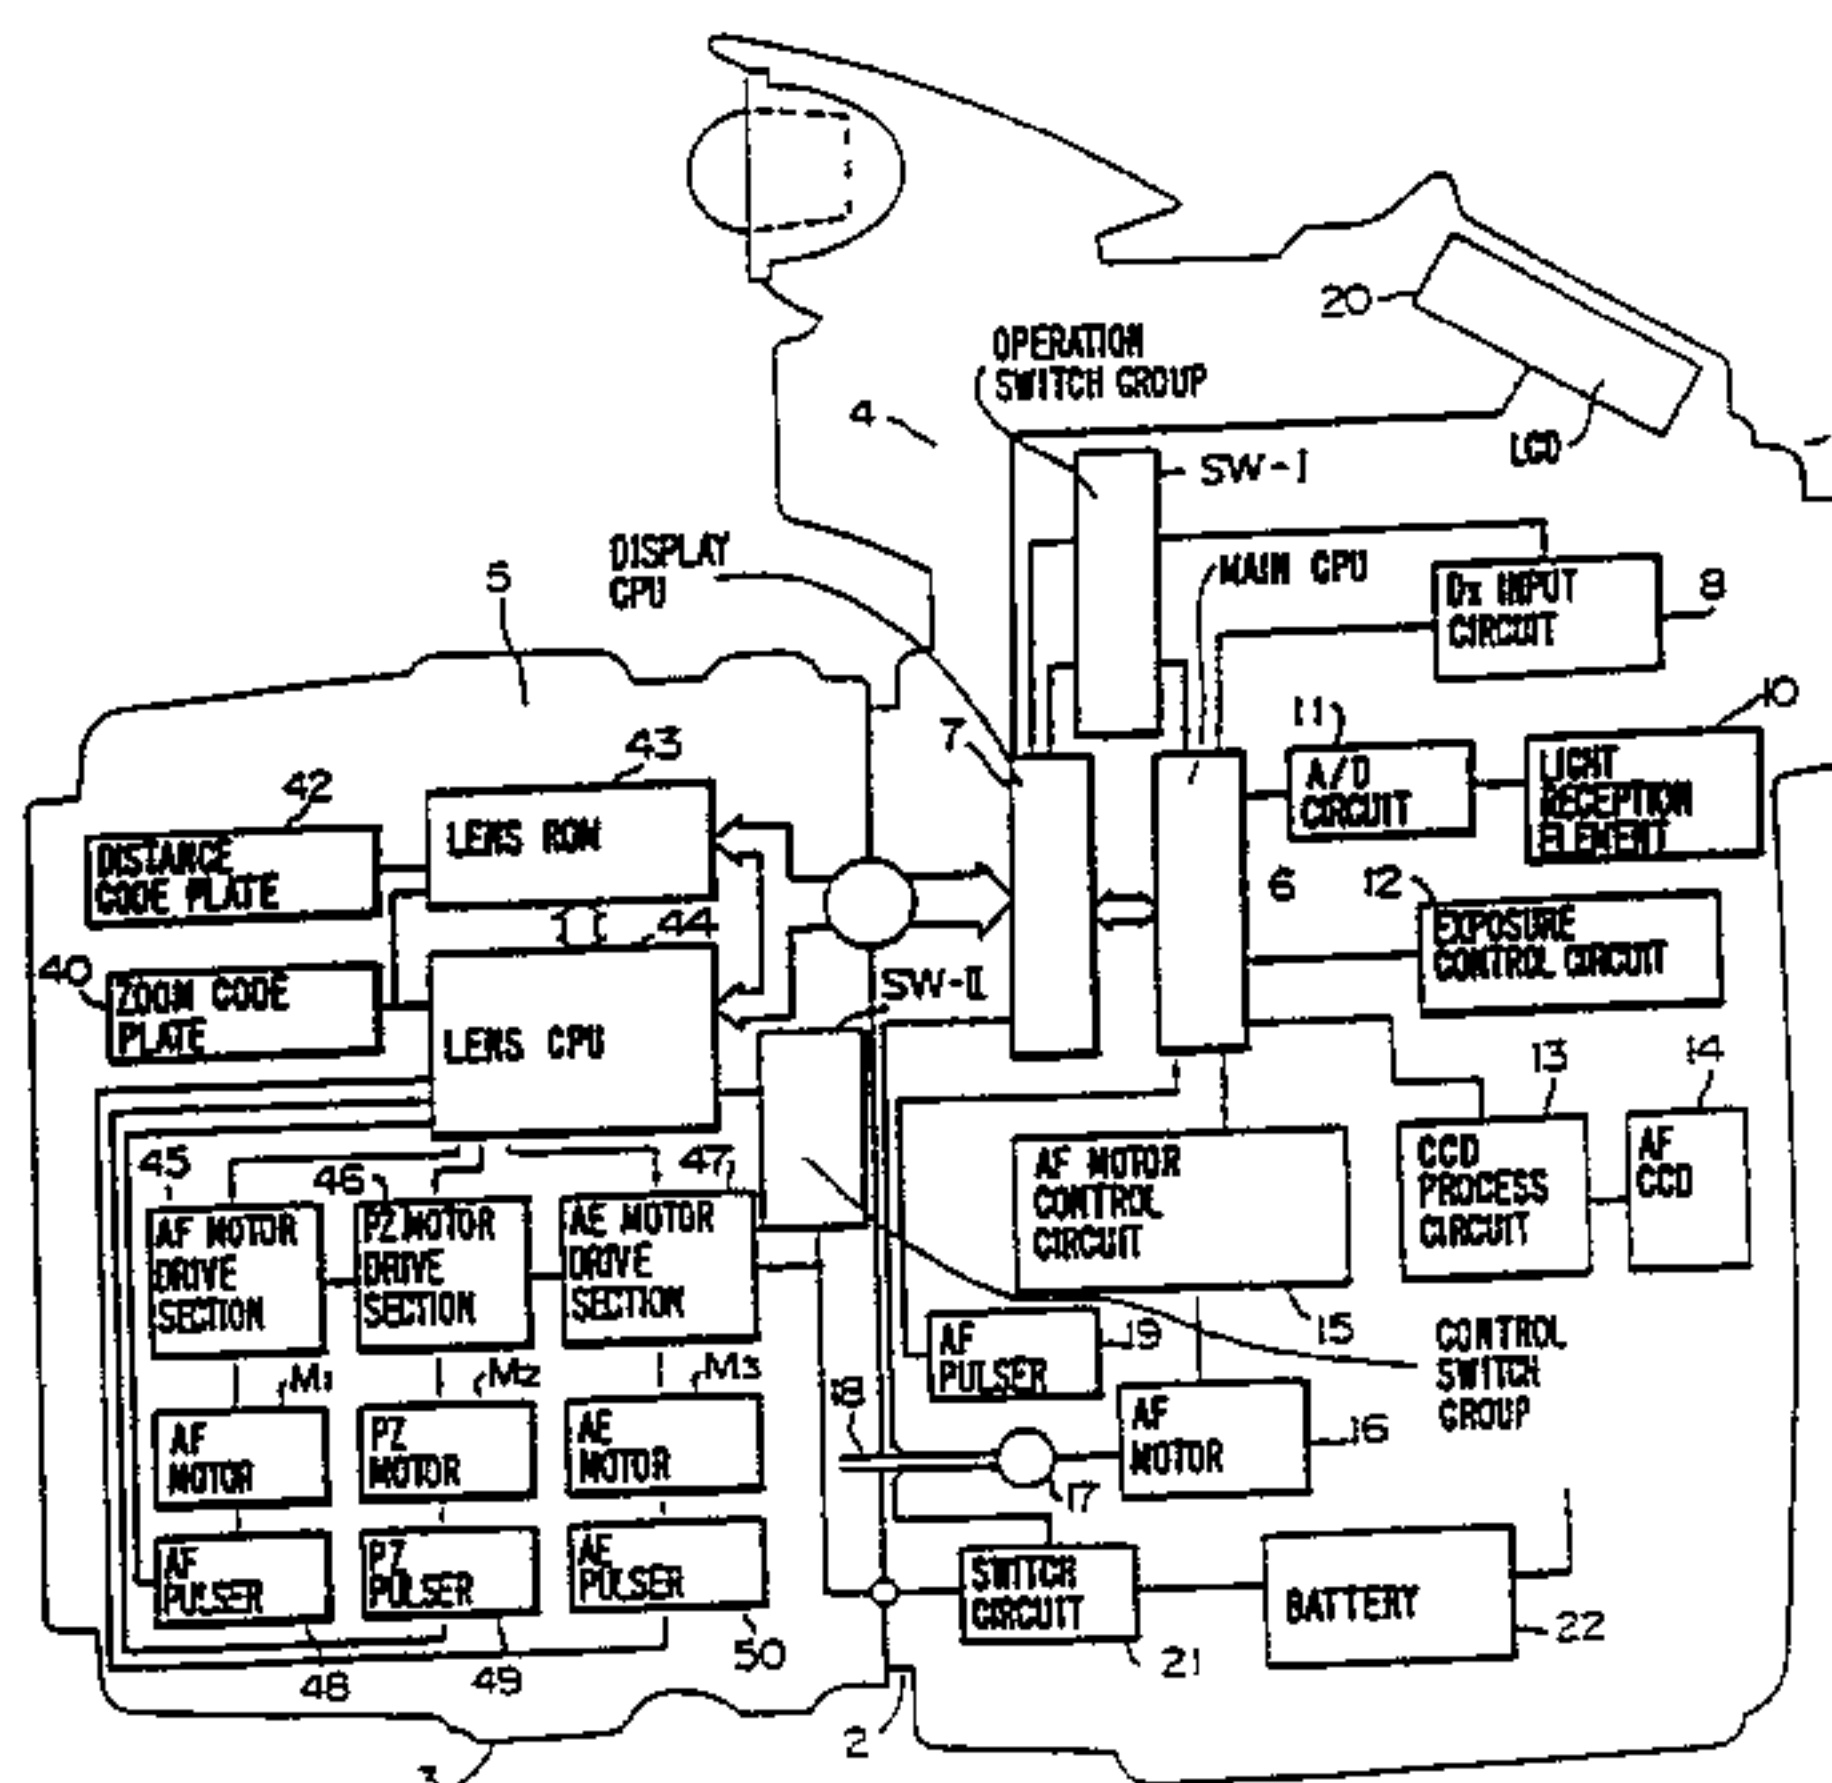 20
OPERATION
SWITCH GROUP
4
LCD
SW-I
DISPLAY
CPU
MAIN CPU
5
Dx INPUT
CIRCUIT
8
10
11
7
43
42
A/D
CIRCUIT
LIGHT
RECEPTION
ELEMENT
LENS ROM
DISTANCE
CODE PLATE
6
12
44
EXPOSURE
CONTROL CIRCUIT
40
ZOOM CODE
PLATE
SW-II
LENS CPU
13
14
45
46
47
AF MOTOR
CONTROL
CIRCUIT
CCD
PROCESS
CIRCUIT
AF
CCD
AF MOTOR
DRIVE
SECTION
PZ MOTOR
DRIVE
SECTION
AE MOTOR
DRIVE
SECTION
15
19
AF
PULSER
CONTROL
SWITCH
GROUP
M1
M2
M3
18
AF
MOTOR
PZ
MOTOR
AE
MOTOR
AF
MOTOR
16
17
AF
PULSER
PZ
PULSER
AE
PULSER
SWITCH
CIRCUIT
BATTERY
22
50
21
48
49
2
3